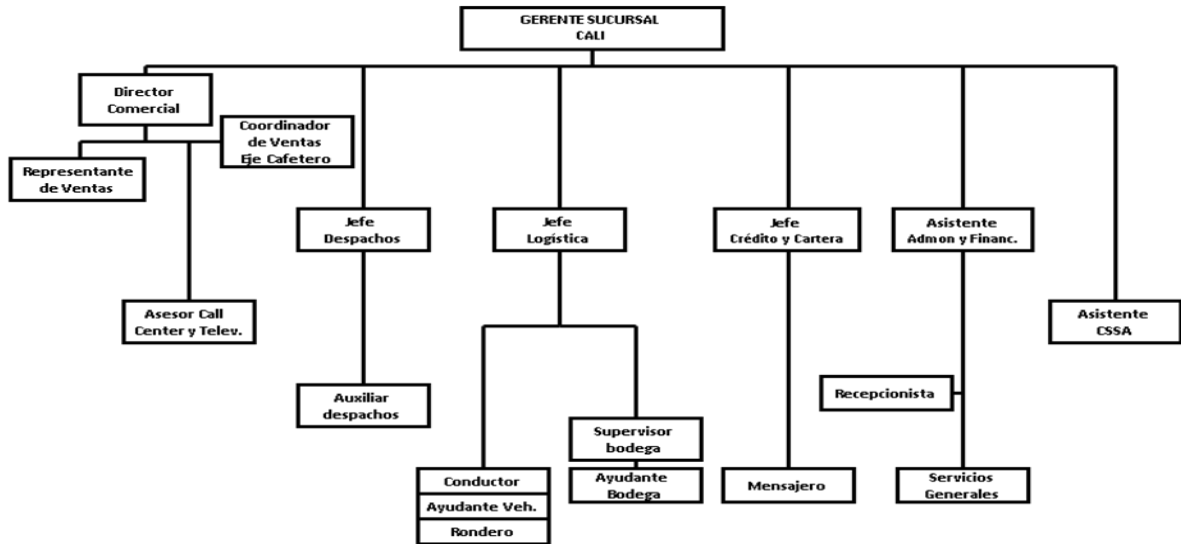 GERENTE SUCURSAL
CALI
Director
Comercial
Coordinador
de Ventas
Eje Cafetero
Representante
de Ventas
Jefe
Despachos
Jefe
Logística
Jefe
Crédito y Cartera
Asistente
Admon y Financ.
Asesor Call
Center y Telev.
Asistente
CSSA
Auxiliar
despachos
Recepcionista
Supervisor
bodega
Conductor
Ayudante Veh.
Rondero
Ayudante
Bodega
Mensajero
Servicios
Generales